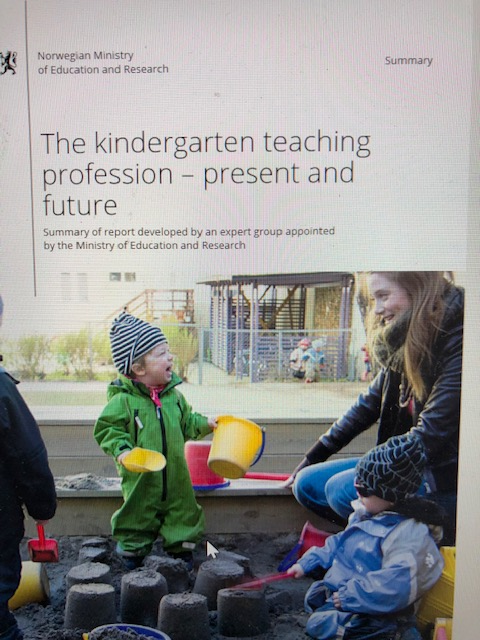 Norwegian Ministry
of Education and Research
Summary
The kindergarten teaching
profession – present and
future
Summary of report developed by an expert group appointed
by the Ministry of Education and Research